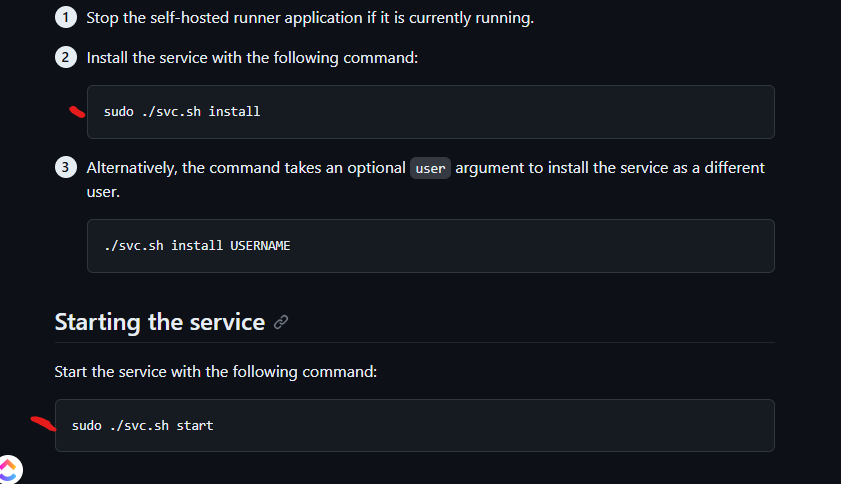 1 Stop the self-hosted runner application if it is currently running.
2 Install the service with the following command:
sudo ./svc.sh install
3 Alternatively, the command takes an optional user argument to install the service as a different
user.
./svc.sh install USERNAME
Starting the service
Start the service with the following command:
sudo ./svc.sh start